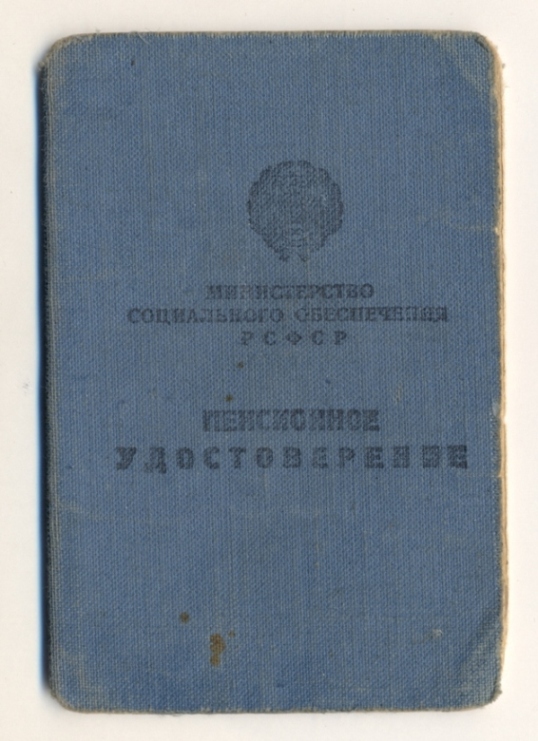 МИНИСТЕРСТВО
СОЦИАЛЬНОГО ОБЕСПЕЧЕНИЯ
РСФСР
ПЕНСИОННОЕ
УДОСТОВЕРЕНИЕ